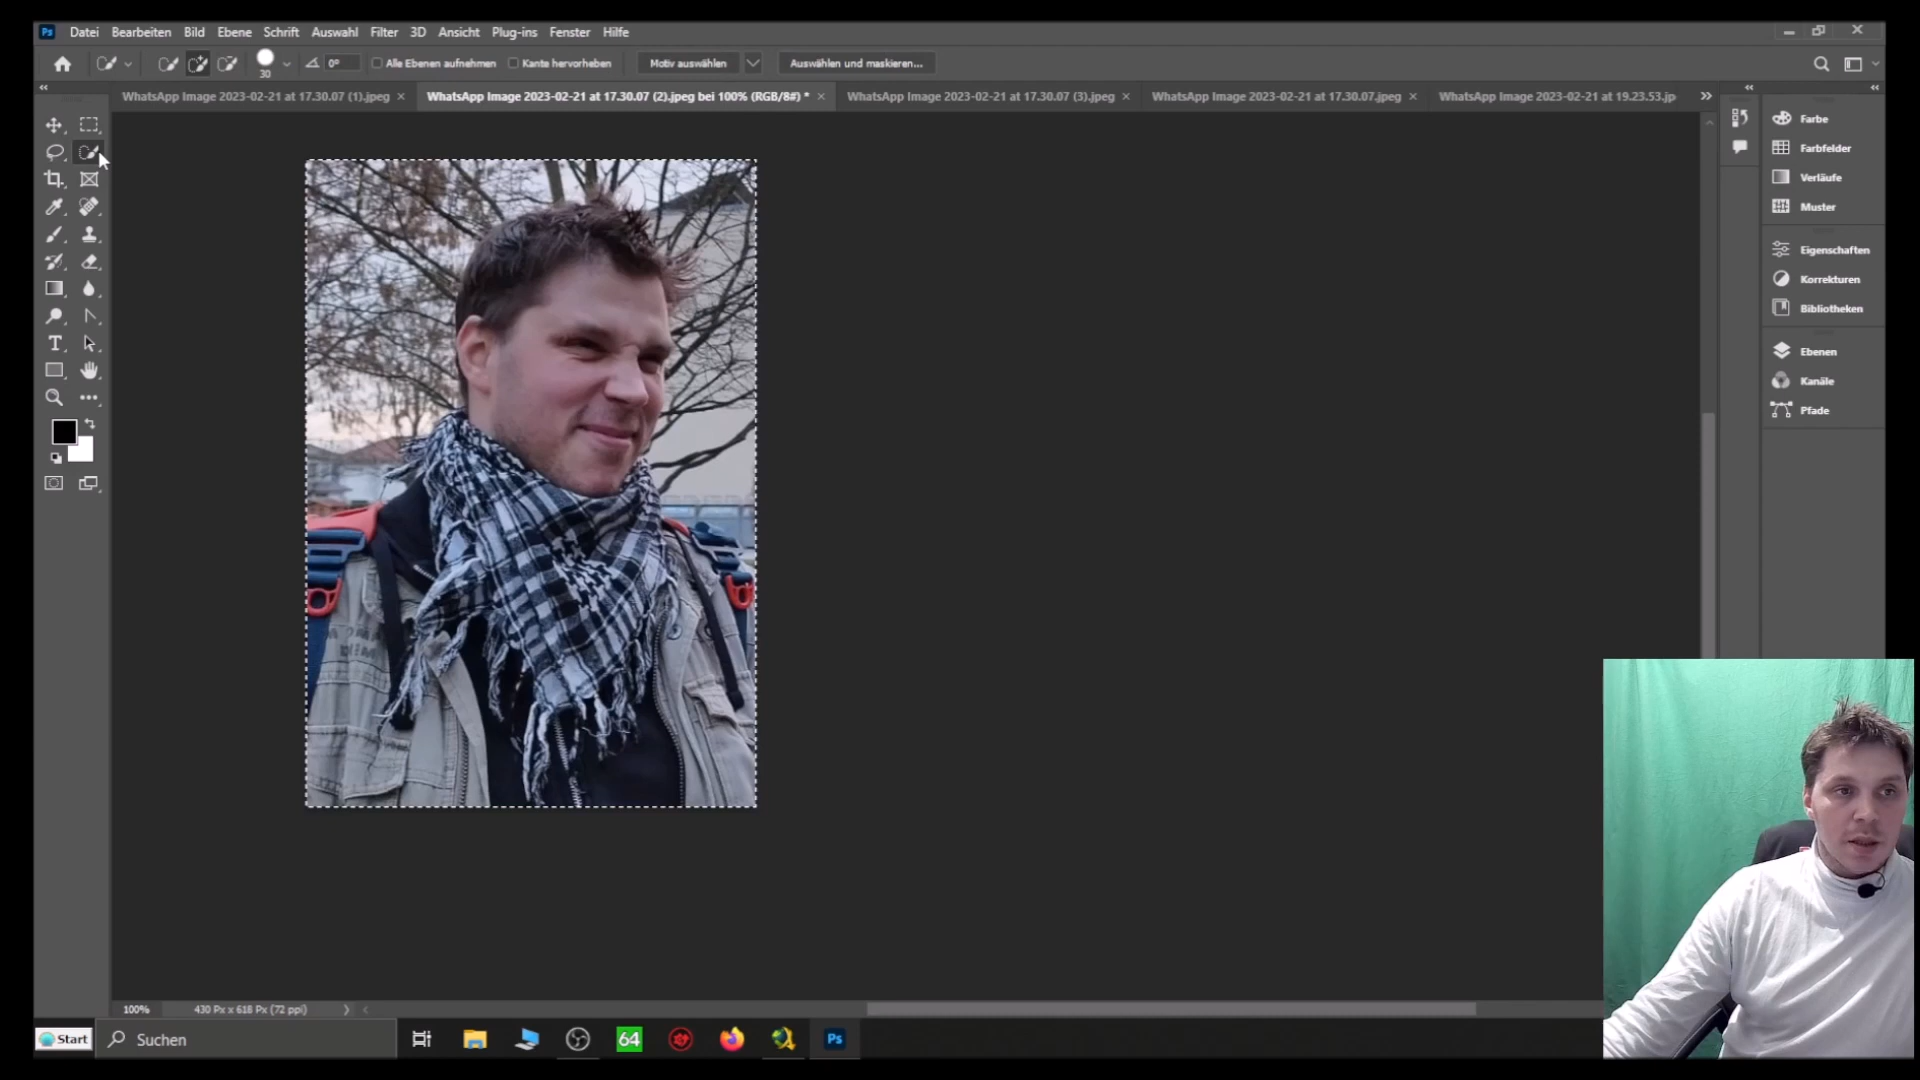 Ps Datei Bearbeiten Bild Ebene Schrift Auswahl Filter 3D Ansicht Plug-ins Fenster Hilfe
30 0° Alle Ebenen aufnehmen Kante hervorheben Motiv auswählen Auswählen und maskieren...
WhatsApp Image 2023-02-21 at 17.30.07 (1).jpeg × WhatsApp Image 2023-02-21 at 17.30.07 (2).jpeg bei 100% (RGB/8#) * × WhatsApp Image 2023-02-21 at 17.30.07 (3).jpeg × WhatsApp Image 2023-02-21 at 17.30.07.jpeg × WhatsApp Image 2023-02-21 at 19.23.53.jp
Farbe
Farbfelder
Verläufe
Muster
Eigenschaften
Korrekturen
Bibliotheken
Ebenen
Kanäle
Pfade
100% 430 Px x 618 Px (72 ppi)
Start Suchen 64 Ps